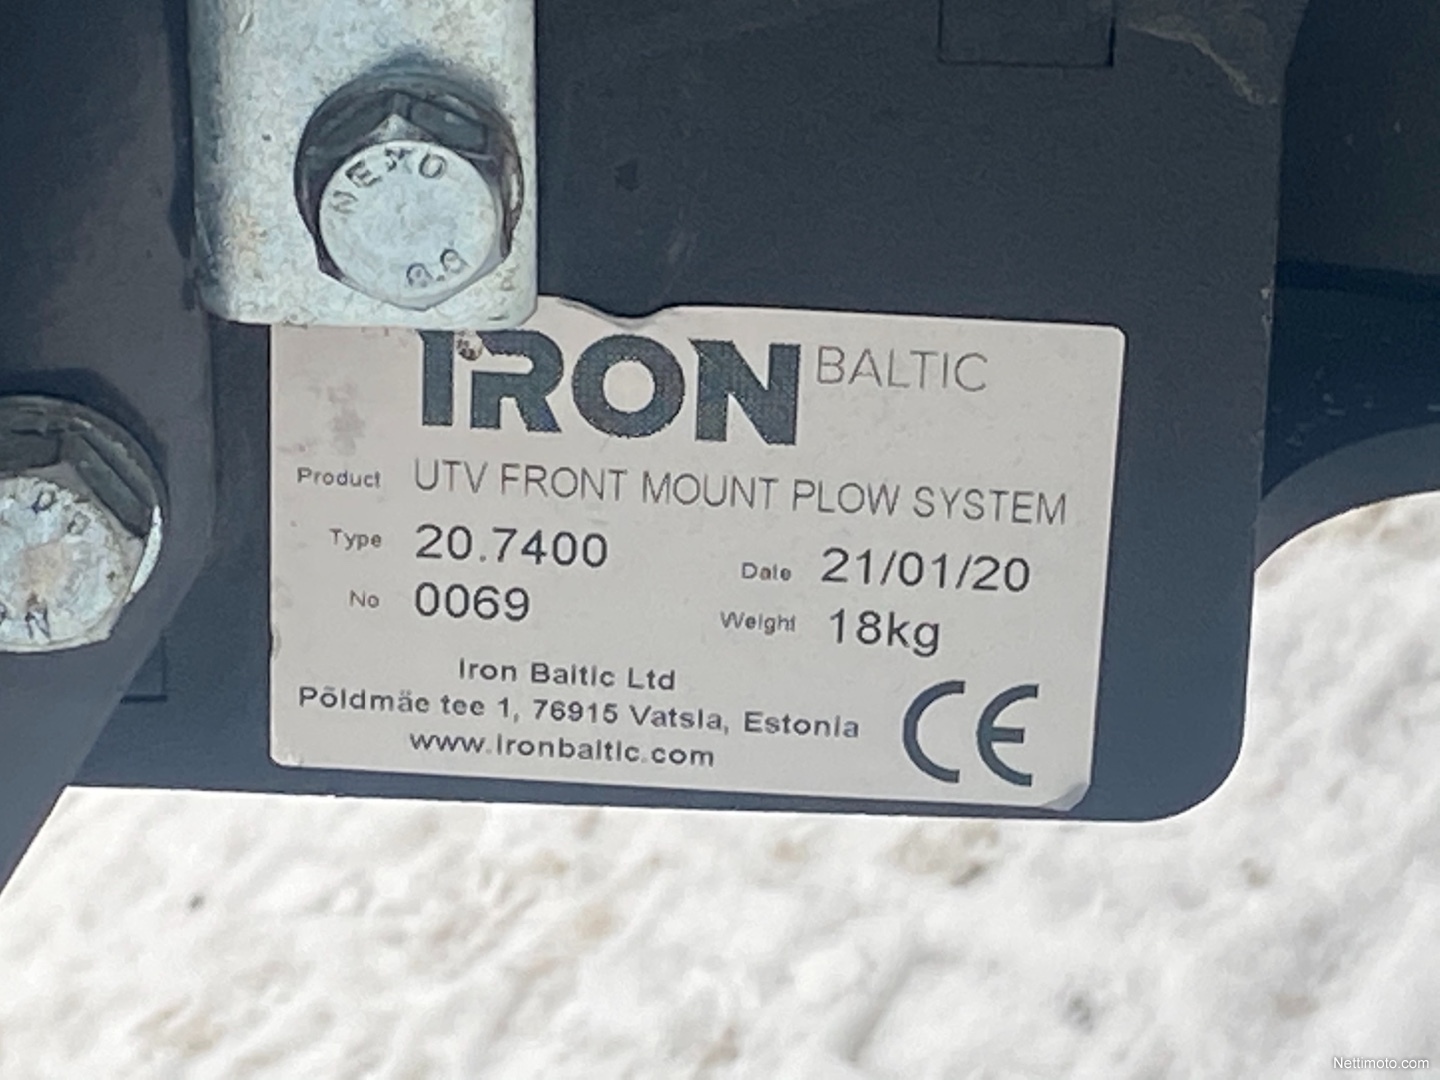 NEXO
8.8
IRON BALTIC
Product UTV FRONT MOUNT PLOW SYSTEM
Type 20.7400 Date 21/01/20
No 0069 Weight 18kg
Iron Baltic Ltd
Põldmäe tee 1, 76915 Vatsla, Estonia
www.ironbaltic.com
CE
Nettimoto.com